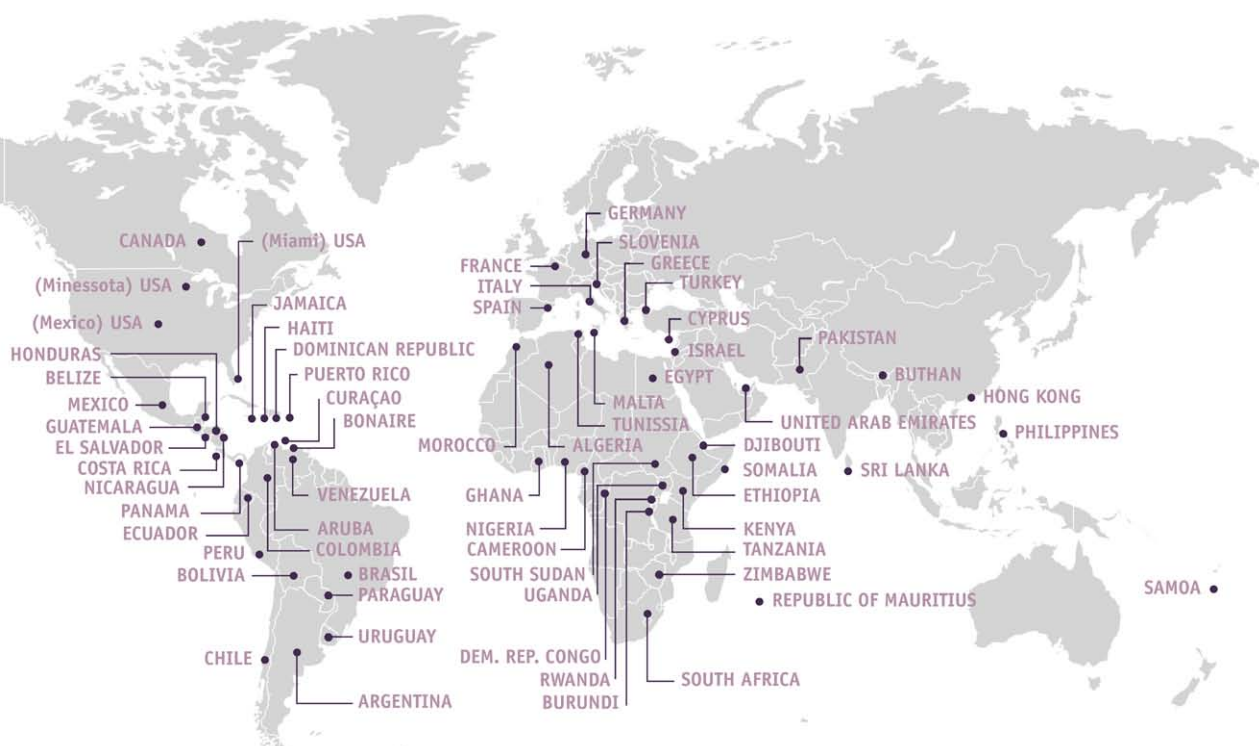 GERMANY
CANADA
(Miami) USA
SLOVENIA
FRANCE
GREECE
(Minessota) USA
ITALY
TURKEY
JAMAICA
SPAIN
(Mexico) USA
HAITI
CYPRUS
HONDURAS
DOMINICAN REPUBLIC
ISRAEL
PAKISTAN
BELIZE
PUERTO RICO
EGYPT
BUTHAN
MEXICO
CURAÇAO
MALTA
HONG KONG
GUATEMALA
BONAIRE
TUNISSIA
UNITED ARAB EMIRATES
PHILIPPINES
EL SALVADOR
MOROCCO
ALGERIA
DJIBOUTI
COSTA RICA
SOMALIA
SRI LANKA
NICARAGUA
VENEZUELA
GHANA
ETHIOPIA
PANAMA
ECUADOR
ARUBA
NIGERIA
KENYA
PERU
COLOMBIA
CAMEROON
TANZANIA
BOLIVIA
BRASIL
SOUTH SUDAN
ZIMBABWE
PARAGUAY
UGANDA
REPUBLIC OF MAURITIUS
SAMOA
URUGUAY
CHILE
DEM. REP. CONGO
RWANDA
SOUTH AFRICA
ARGENTINA
BURUNDI